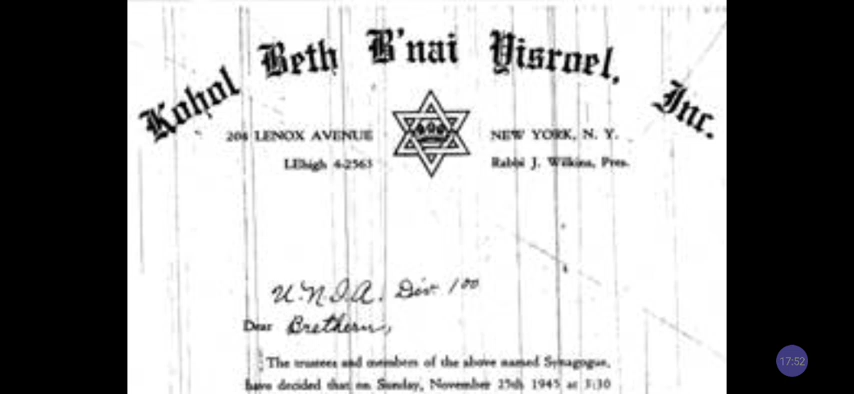 Kohol Beth B'nai Yisroel, Inc.
204 LENOX AVENUE NEW YORK, N. Y.
LEhigh 4-2563 Rabbi J. Wilkins, Pres.
U.N.I.A. Div. 100
Dear Brethern,
The trustees and members of the above named Synagogue,
have decided that on Sunday, November 25th 1945 at 3:30
17:52